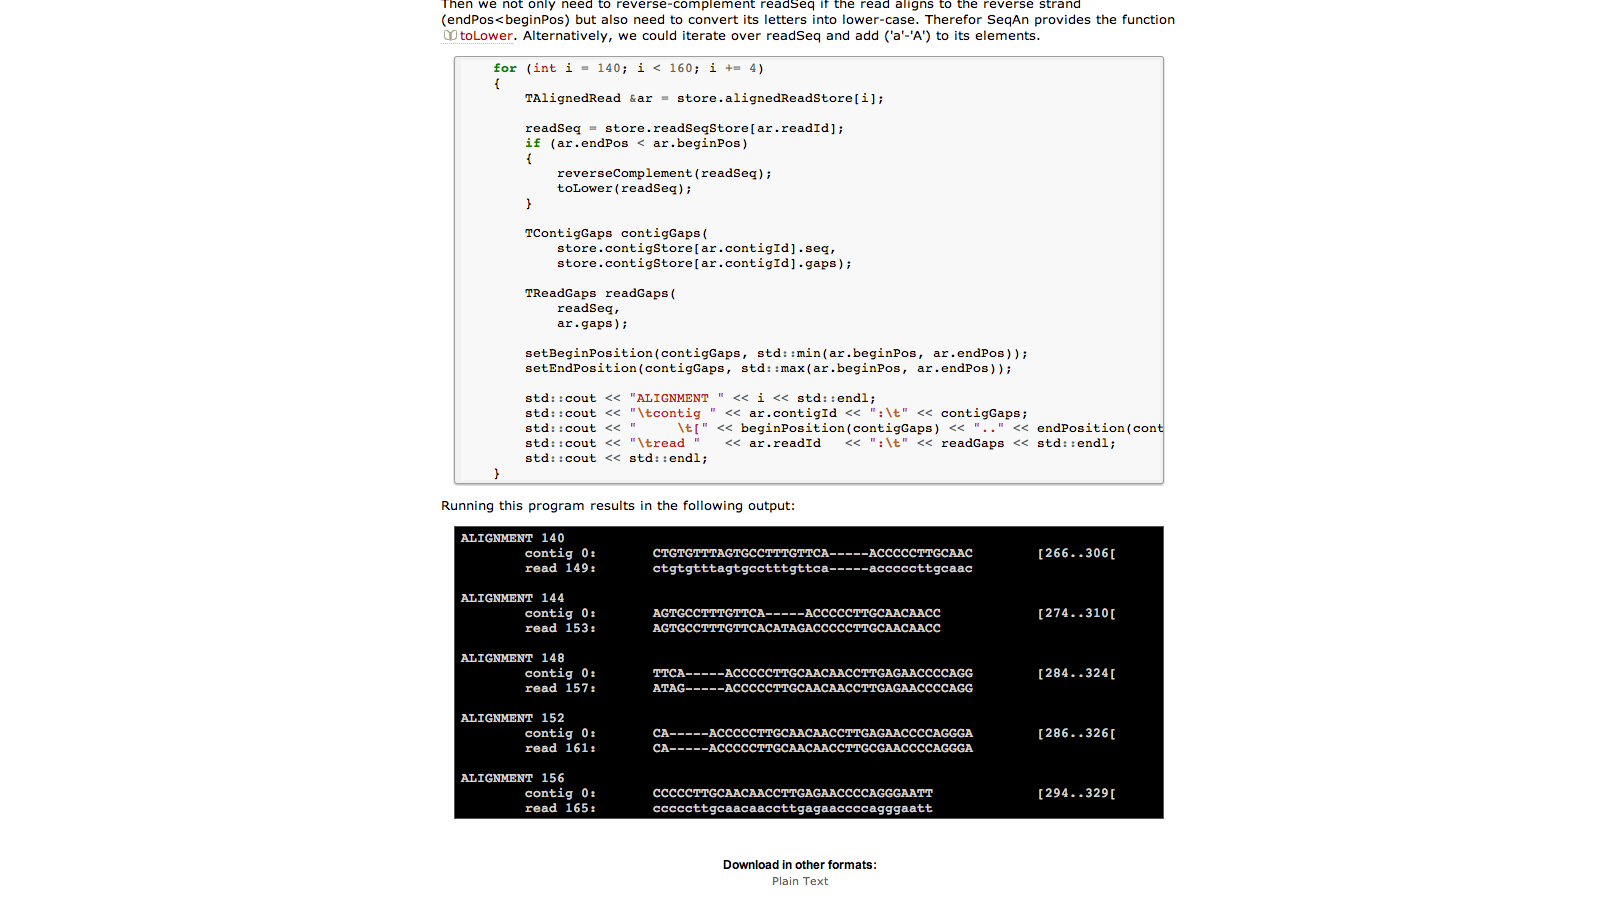 Then we not only need to reverse-complement readSeq if the read aligns to the reverse strand
(endPos<beginPos) but also need to convert its letters into lower-case. Therefor SeqAn provides the function
toLower. Alternatively, we could iterate over readSeq and add ('a'-'A') to its elements.
for (int i = 140; i < 160; i += 4)
{
    TAlignedRead &ar = store.alignedReadStore[i];

    readSeq = store.readSeqStore[ar.readId];
    if (ar.endPos < ar.beginPos)
    {
        reverseComplement(readSeq);
        toLower(readSeq);
    }

    TContigGaps contigGaps(
        store.contigStore[ar.contigId].seq,
        store.contigStore[ar.contigId].gaps);

    TReadGaps readGaps(
        readSeq,
        ar.gaps);

    setBeginPosition(contigGaps, std::min(ar.beginPos, ar.endPos));
    setEndPosition(contigGaps, std::max(ar.beginPos, ar.endPos));

    std::cout << "ALIGNMENT " << i << std::endl;
    std::cout << "\tcontig " << ar.contigId << ":\t" << contigGaps;
    std::cout << "     \t[" << beginPosition(contigGaps) << ".." << endPosition(cont
    std::cout << "\tread "   << ar.readId   << ":\t" << readGaps << std::endl;
    std::cout << std::endl;
}
Running this program results in the following output:
ALIGNMENT 140
        contig 0:       CTGTGTTTAGTGCCTTTGTTCA-----ACCCCCTTGCAAC        [266..306[
        read 149:       ctgtgtttagtgcctttgttca-----acccccttgcaac

ALIGNMENT 144
        contig 0:       AGTGCCTTTGTTCA-----ACCCCCTTGCAACAACC            [274..310[
        read 153:       AGTGCCTTTGTTCACATAGACCCCCTTGCAACAACC

ALIGNMENT 148
        contig 0:       TTCA-----ACCCCCTTGCAACAACCTTGAGAACCCCAGG        [284..324[
        read 157:       ATAG-----ACCCCCTTGCAACAACCTTGAGAACCCCAGG

ALIGNMENT 152
        contig 0:       CA-----ACCCCCTTGCAACAACCTTGAGAACCCCAGGGA        [286..326[
        read 161:       CA-----ACCCCCTTGCAACAACCTTGCGAACCCCAGGGA

ALIGNMENT 156
        contig 0:       CCCCCTTGCAACAACCTTGAGAACCCCAGGGAATT             [294..329[
        read 165:       cccccttgcaacaaccttgagaaccccagggaatt
Download in other formats:
Plain Text